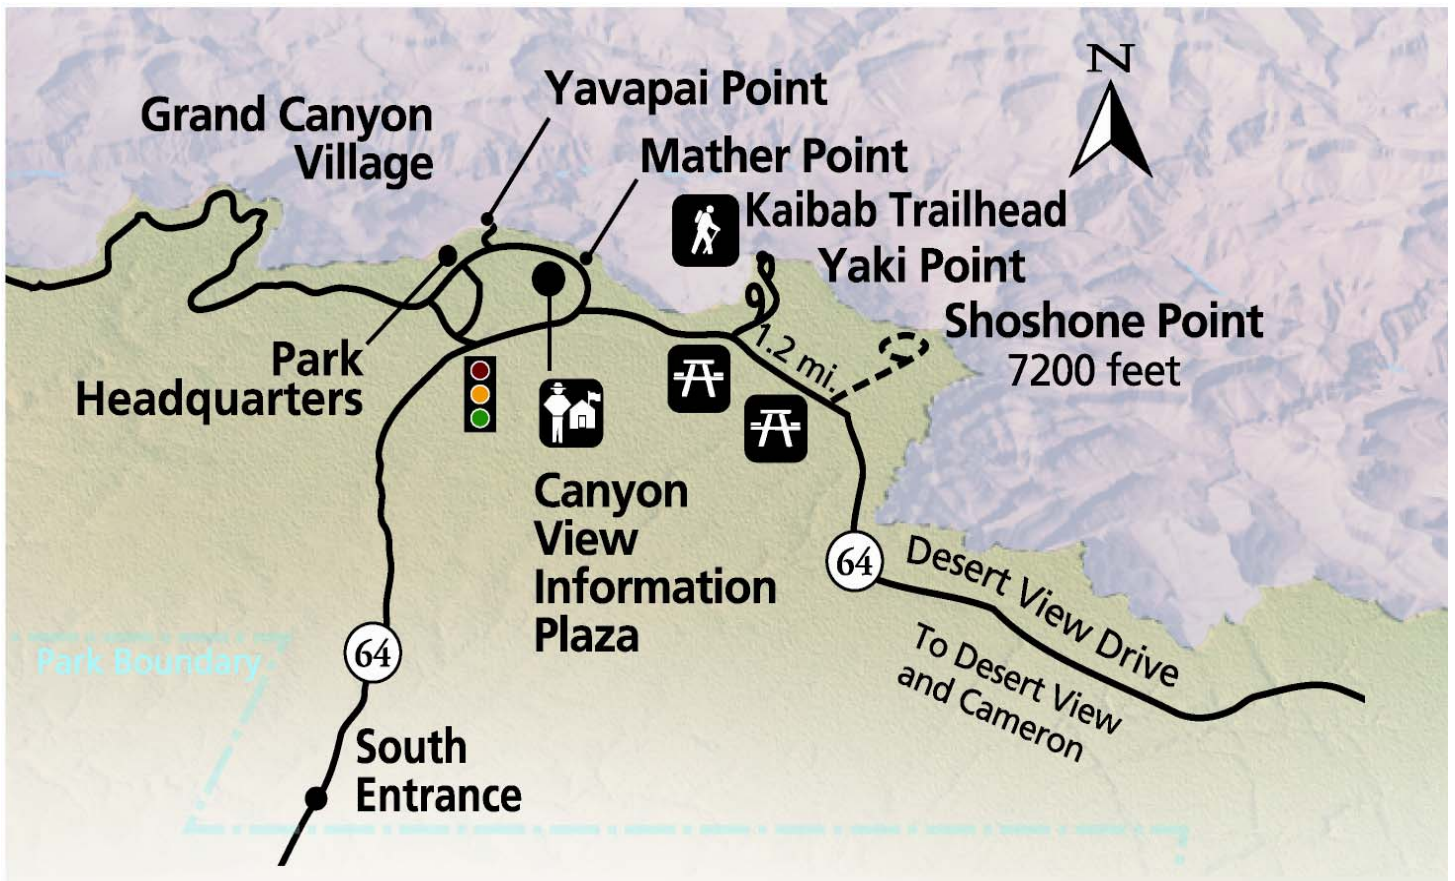 N
Yavapai Point
Grand Canyon
Village
Mather Point
Kaibab Trailhead
Yaki Point
Shoshone Point
7200 feet
1.2 mi.
Park
Headquarters
Canyon
View
Information
Plaza
64
Desert View Drive
To Desert View
and Cameron
64
Park Boundary
South
Entrance